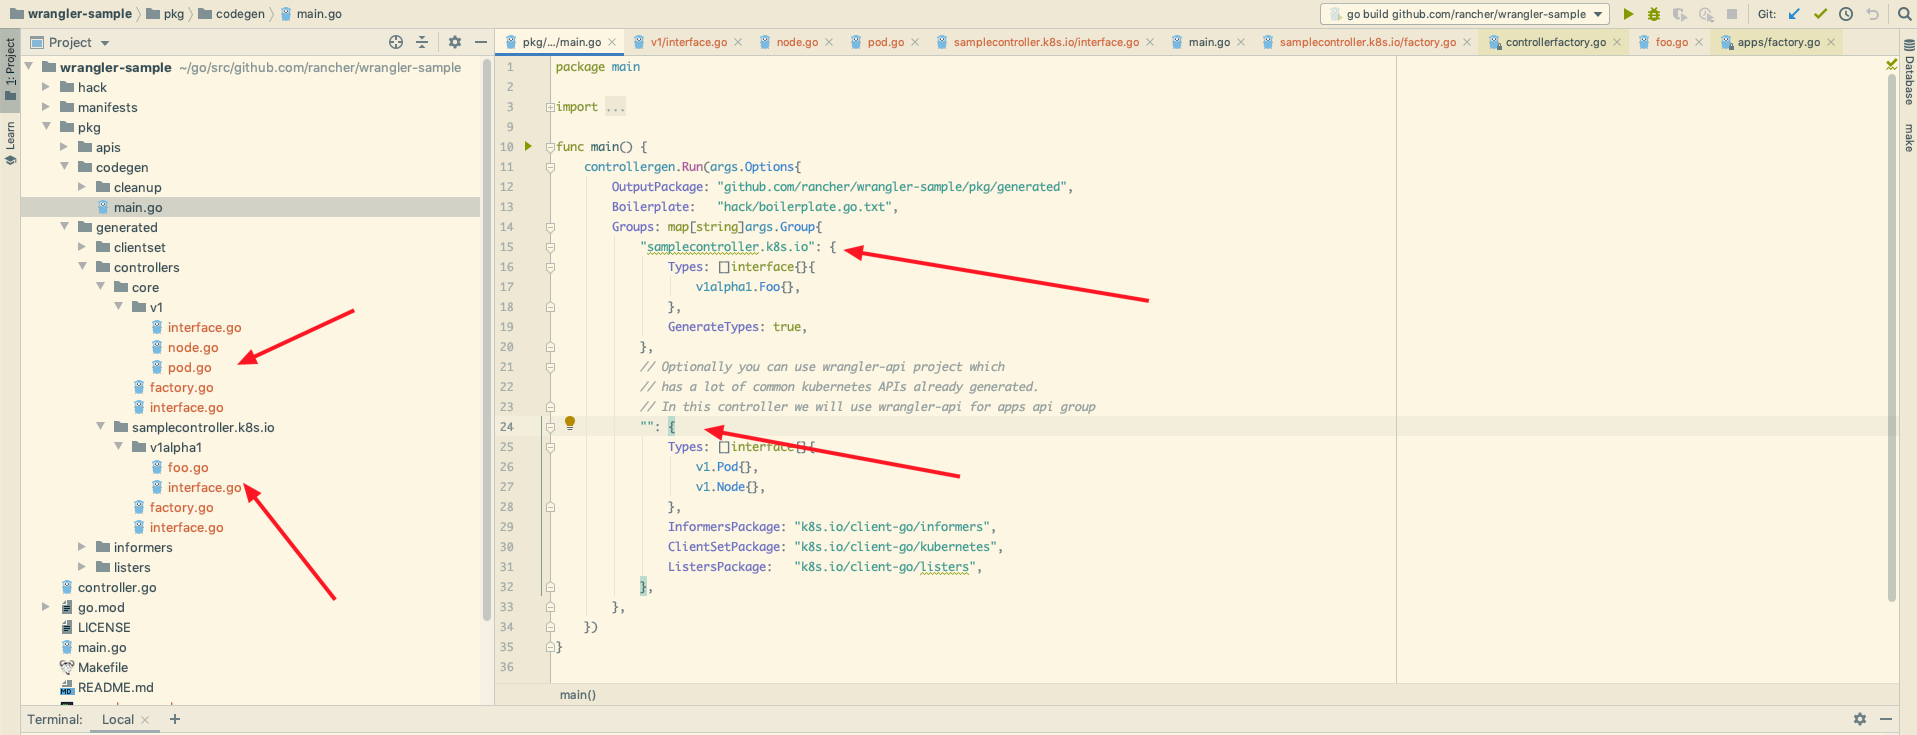 wrangler-sample pkg codegen main.go
go build github.com/rancher/wrangler-sample
Git:
Project
pkg/.../main.go v1/interface.go node.go pod.go samplecontroller.k8s.io/interface.go main.go samplecontroller.k8s.io/factory.go controllerfactory.go foo.go apps/factory.go
1: Project
Learn
wrangler-sample ~/go/src/github.com/rancher/wrangler-sample
hack
manifests
pkg
apis
codegen
cleanup
main.go
generated
clientset
controllers
core
v1
interface.go
node.go
pod.go
factory.go
interface.go
samplecontroller.k8s.io
v1alpha1
foo.go
interface.go
factory.go
interface.go
informers
listers
controller.go
go.mod
LICENSE
main.go
Makefile
README.md
1 package main
2
3 import ...
9
10 func main() {
11 controllergen.Run(args.Options{
12 OutputPackage: "github.com/rancher/wrangler-sample/pkg/generated",
13 Boilerplate: "hack/boilerplate.go.txt",
14 Groups: map[string]args.Group{
15 "samplecontroller.k8s.io": {
16 Types: []interface{}{
17 v1alpha1.Foo{},
18 },
19 GenerateTypes: true,
20 },
21 // Optionally you can use wrangler-api project which
22 // has a lot of common kubernetes APIs already generated.
23 // In this controller we will use wrangler-api for apps api group
24 "": {
25 Types: []interface{}{
26 v1.Pod{},
27 v1.Node{},
28 },
29 InformersPackage: "k8s.io/client-go/informers",
30 ClientSetPackage: "k8s.io/client-go/kubernetes",
31 ListersPackage: "k8s.io/client-go/listers",
32 },
33 },
34 })
35 }
36
main()
Database
make
Terminal: Local +